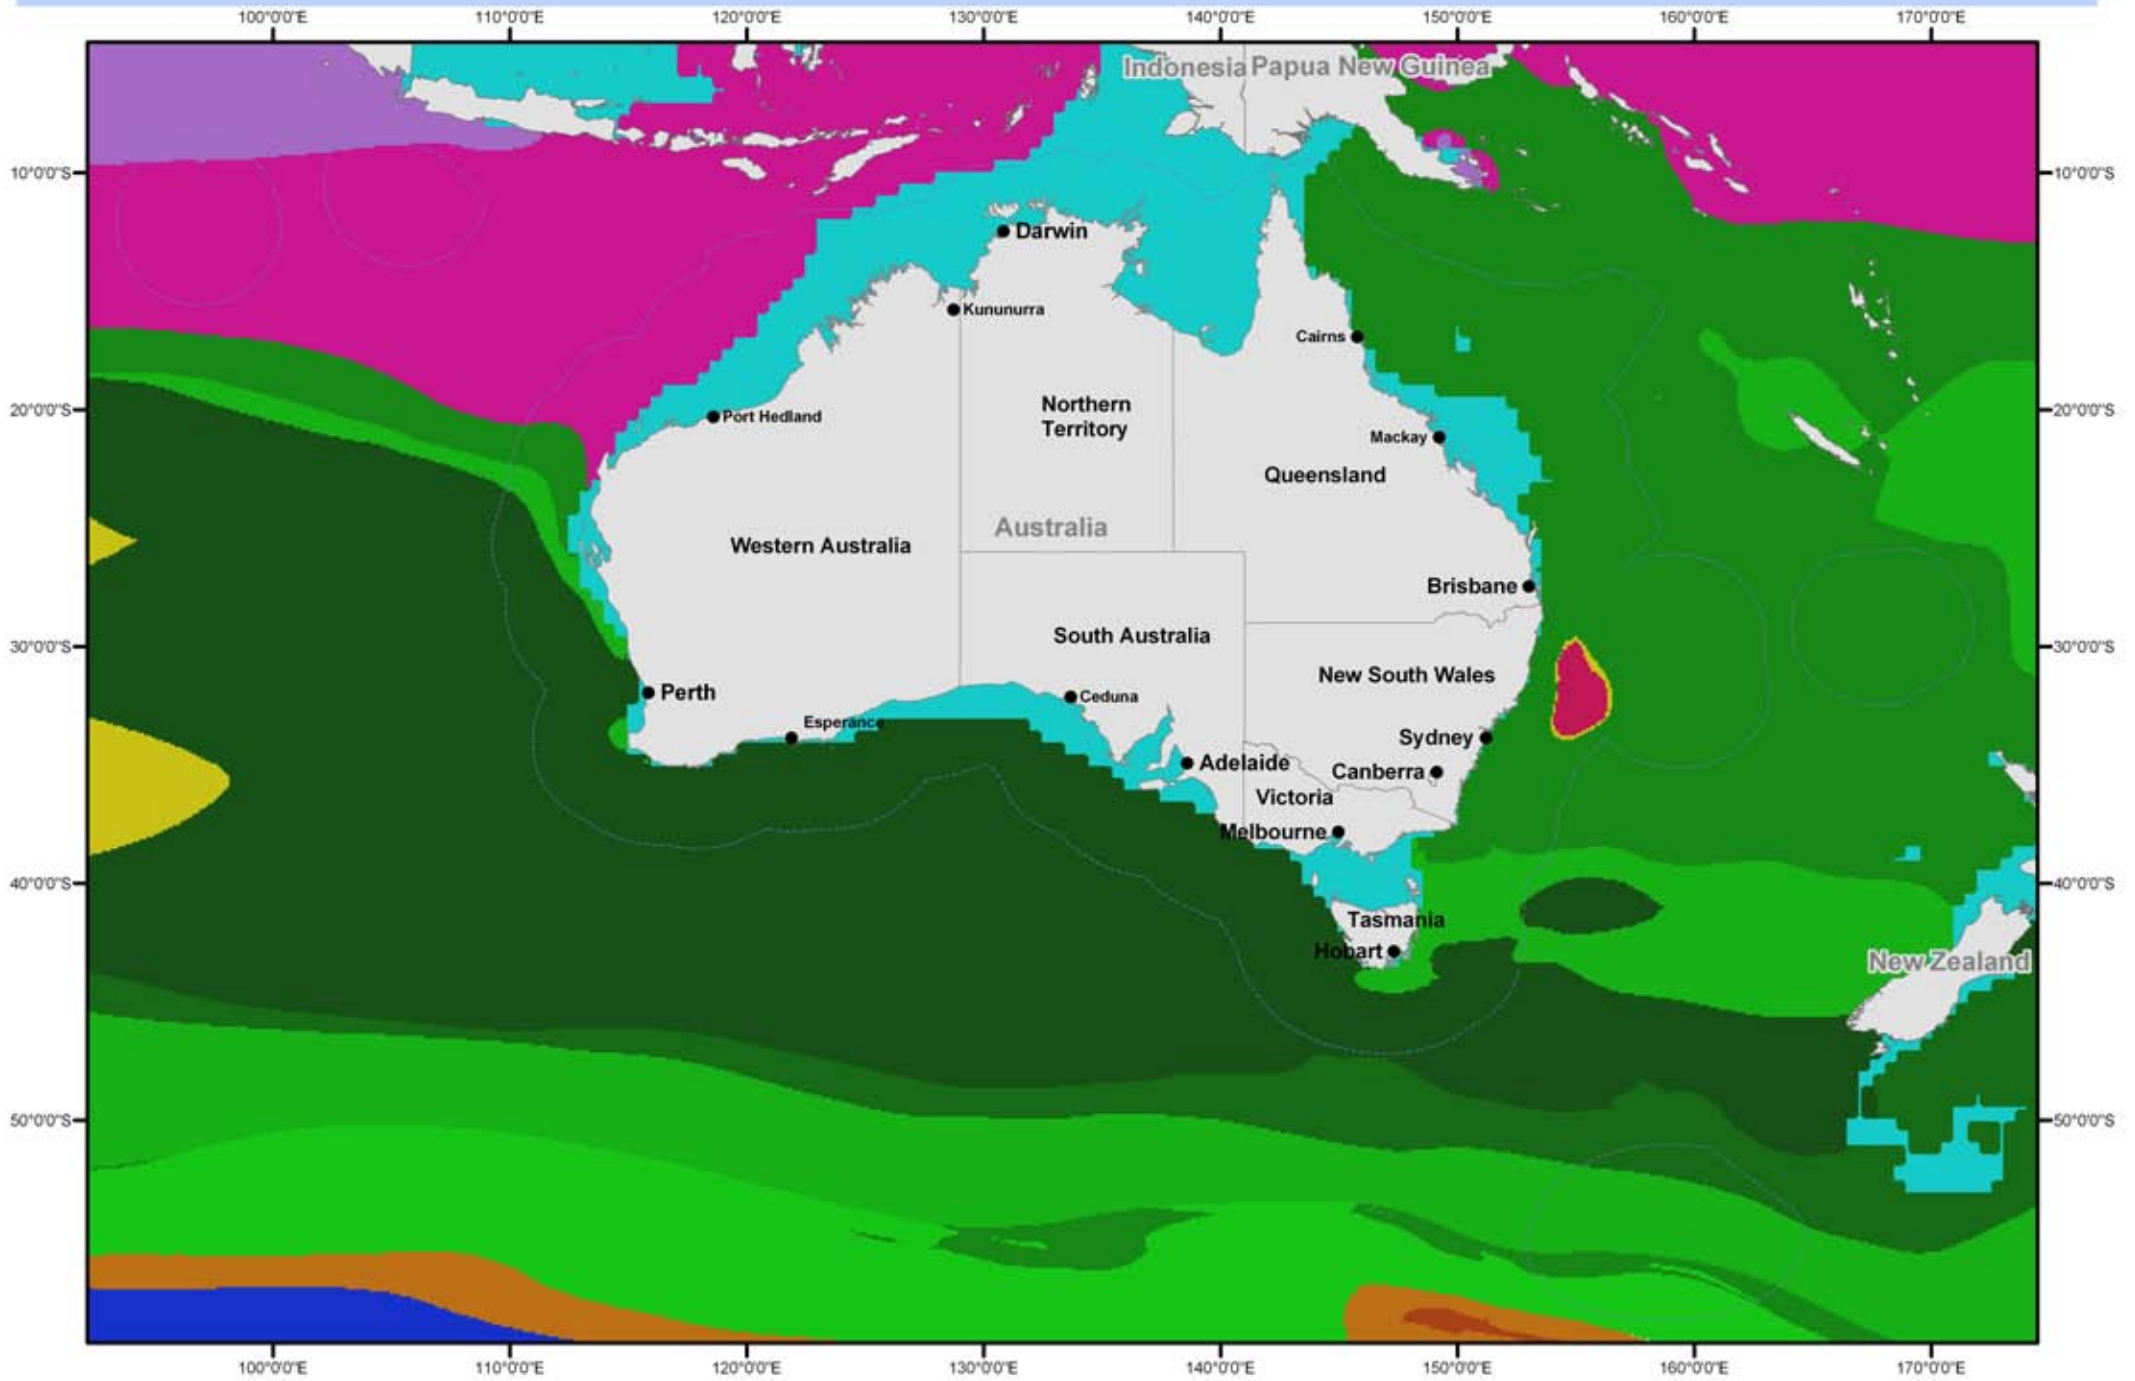 100°0'0"E 110°0'0"E 120°0'0"E 130°0'0"E 140°0'0"E 150°0'0"E 160°0'0"E 170°0'0"E
Indonesia Papua New Guinea
10°0'0"S 10°0'0"S
Darwin
Kununurra
Cairns
Northern
Territory
20°0'0"S 20°0'0"S
Port Hedland
Mackay
Queensland
Australia
Western Australia
Brisbane
South Australia
30°0'0"S 30°0'0"S
New South Wales
Perth
Ceduna
Esperance
Sydney
Adelaide
Canberra
Victoria
Melbourne
40°0'0"S 40°0'0"S
Tasmania
Hobart
New Zealand
50°0'0"S 50°0'0"S
100°0'0"E 110°0'0"E 120°0'0"E 130°0'0"E 140°0'0"E 150°0'0"E 160°0'0"E 170°0'0"E